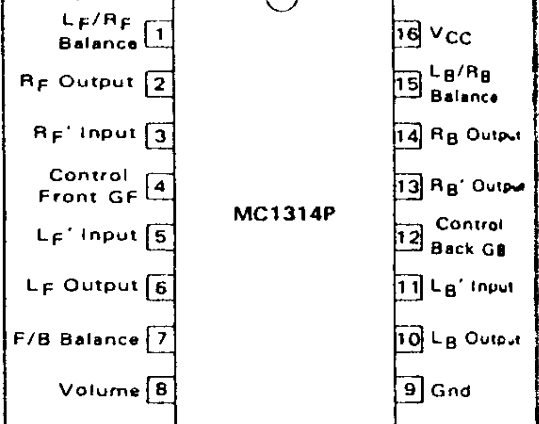 LF/RF
Balance 1
RF Output 2
RF' Input 3
Control
Front GF 4
LF' Input 5
LF Output 6
F/B Balance 7
Volume 8
MC1314P
16 VCC
15 LB/RB
Balance
14 RB Output
13 RB' Output
12 Control
Back GB
11 LB' Input
10 LB Output
9 Gnd